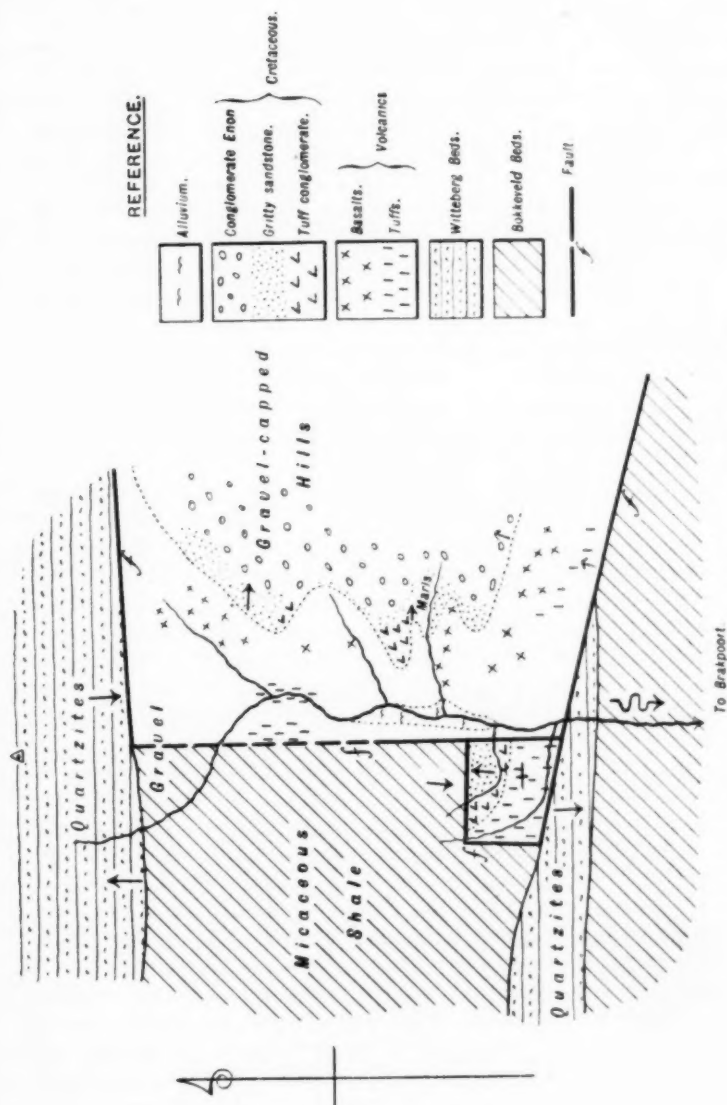 REFERENCE.
Alluvium.
Conglomerate Enon
Gritty sandstone.
Tuff conglomerate.
Cretaceous.
Basalts.
Tuffs.
Volcanics
Witteberg Beds.
Bokkeveld Beds.
Fault
f
Quartzites
Gravel
f
Gravel-capped
Hills
f
Micaceous
Shale
Marls
f
Quartzites
f
To Brakpoort